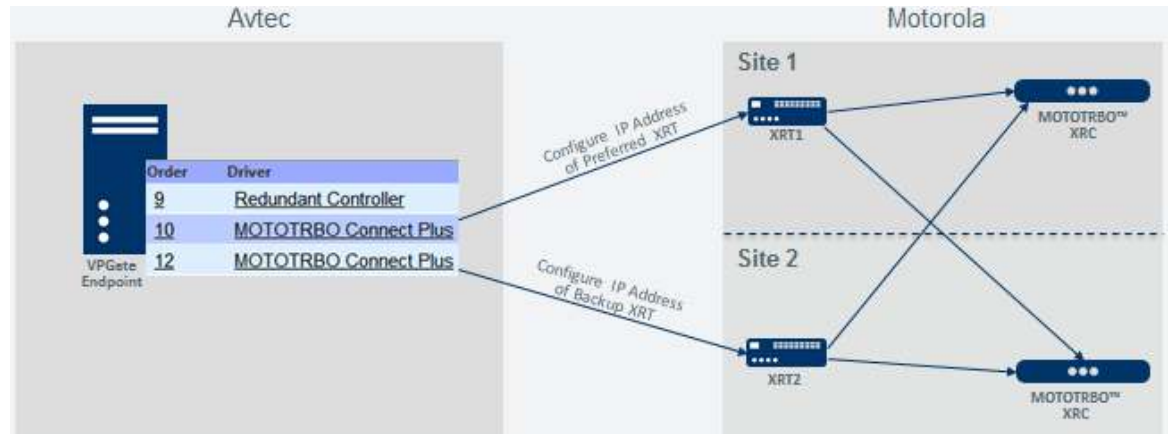 Avtec
Motorola
Site 1
XRT1
MOTOTRBO™
XRC
Configure IP Address
of Preferred XRT
Order Driver
9 Redundant Controller
10 MOTOTRBO Connect Plus
12 MOTOTRBO Connect Plus
VPGate
Endpoint
Configure IP Address
of Backup XRT
Site 2
XRT2
MOTOTRBO™
XRC